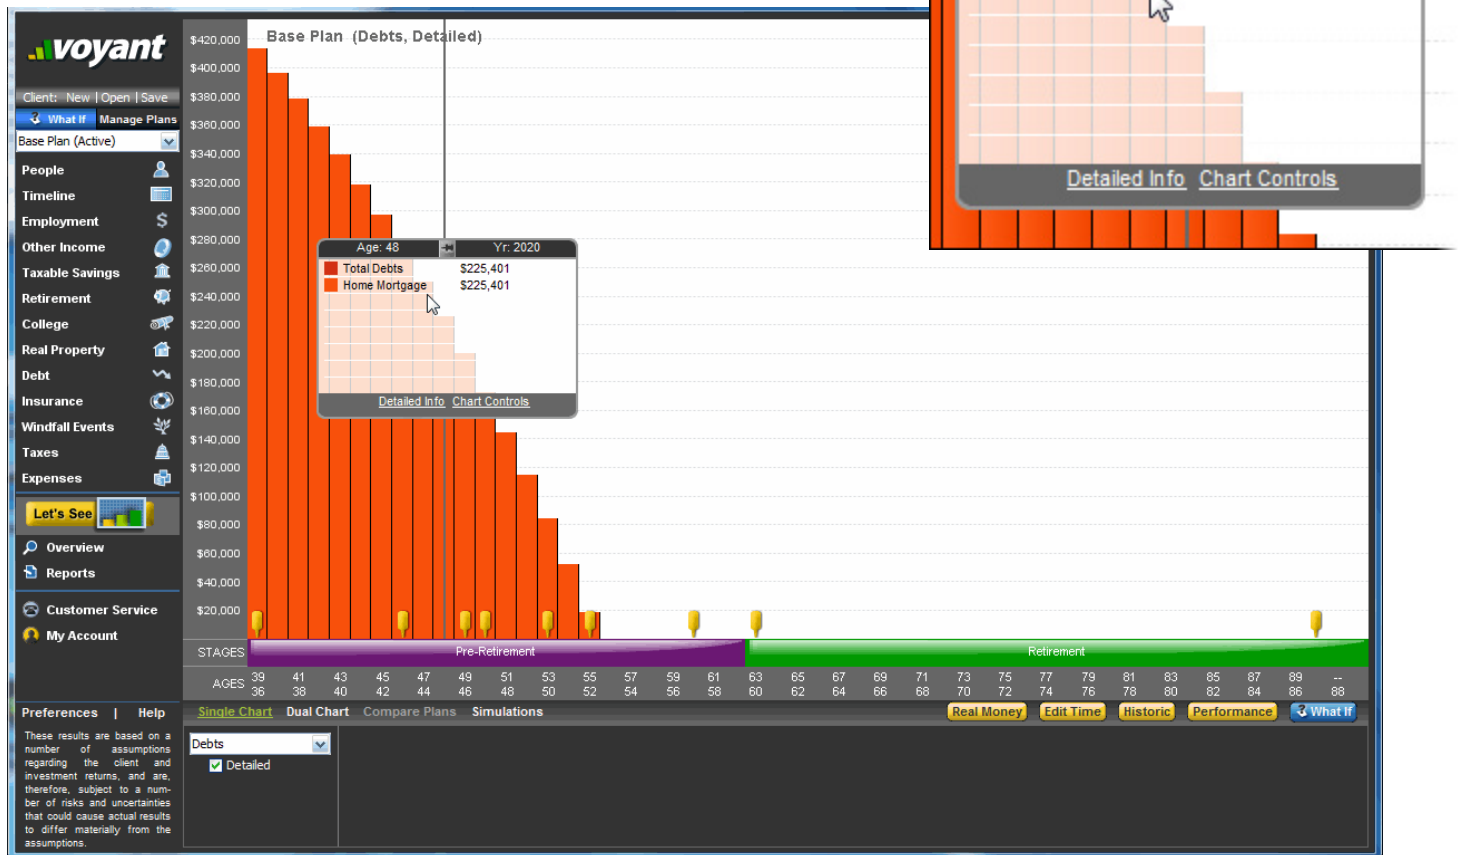 voyant
Client: New | Open | Save
What If Manage Plans
Base Plan (Active)
People
Timeline
Employment
Other Income
Taxable Savings
Retirement
College
Real Property
Debt
Insurance
Windfall Events
Taxes
Expenses
Let's See
Overview
Reports
Customer Service
My Account
Preferences | Help
These results are based on a
number of assumptions
regarding the client and
investment returns, and are,
therefore, subject to a num-
ber of risks and uncertainties
that could cause actual results
to differ materially from the
assumptions.
Base Plan (Debts, Detailed)
$420,000
$400,000
$380,000
$360,000
$340,000
$320,000
$300,000
$280,000
$260,000
$240,000
$220,000
$200,000
$180,000
$160,000
$140,000
$120,000
$100,000
$80,000
$60,000
$40,000
$20,000
Age: 48 Yr: 2020
Total Debts $225,401
Home Mortgage $225,401
Detailed Info Chart Controls
Detailed Info Chart Controls
STAGES Pre-Retirement Retirement
AGES 39 41 43 45 47 49 51 53 55 57 59 61 63 65 67 69 71 73 75 77 79 81 83 85 87 89 --
36 38 40 42 44 46 48 50 52 54 56 58 60 62 64 66 68 70 72 74 76 78 80 82 84 86 88
Single Chart Dual Chart Compare Plans Simulations Real Money Edit Time Historic Performance What If
Debts
Detailed